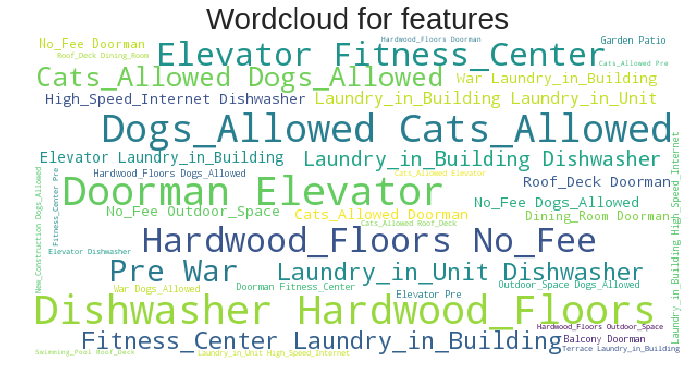 Wordcloud for features
No_Fee Doorman
Hardwood_Floors Doorman
Garden Patio
Roof_Deck Dining_Room
Elevator Fitness_Center
Cats_Allowed Pre
Cats_Allowed Dogs_Allowed
War Laundry_in_Building
High_Speed_Internet Dishwasher
Laundry_in_Building Laundry_in_Unit
Dogs_Allowed Cats_Allowed
Elevator Laundry_in_Building
Laundry_in_Building Dishwasher
Hardwood_Floors Dogs_Allowed
Cats_Allowed Elevator
Doorman Elevator
Roof_Deck Doorman
No_Fee Outdoor_Space
Cats_Allowed Doorman
No_Fee Dogs_Allowed
Dining_Room Doorman
Cats_Allowed Roof_Deck
New_Construction Dogs_Allowed
Fitness_Center Pre
Laundry_in_Building High_Speed_Internet
Hardwood_Floors No_Fee
Elevator Dishwasher
Pre War
Laundry_in_Unit Dishwasher
War Dogs_Allowed
Doorman Fitness_Center
Outdoor_Space Dogs_Allowed
Elevator Pre
Dishwasher Hardwood_Floors
Hardwood_Floors Outdoor_Space
Fitness_Center Laundry_in_Building
Balcony Doorman
Swimming_Pool Roof_Deck
Laundry_in_Unit High_Speed_Internet
Terrace Laundry_in_Building